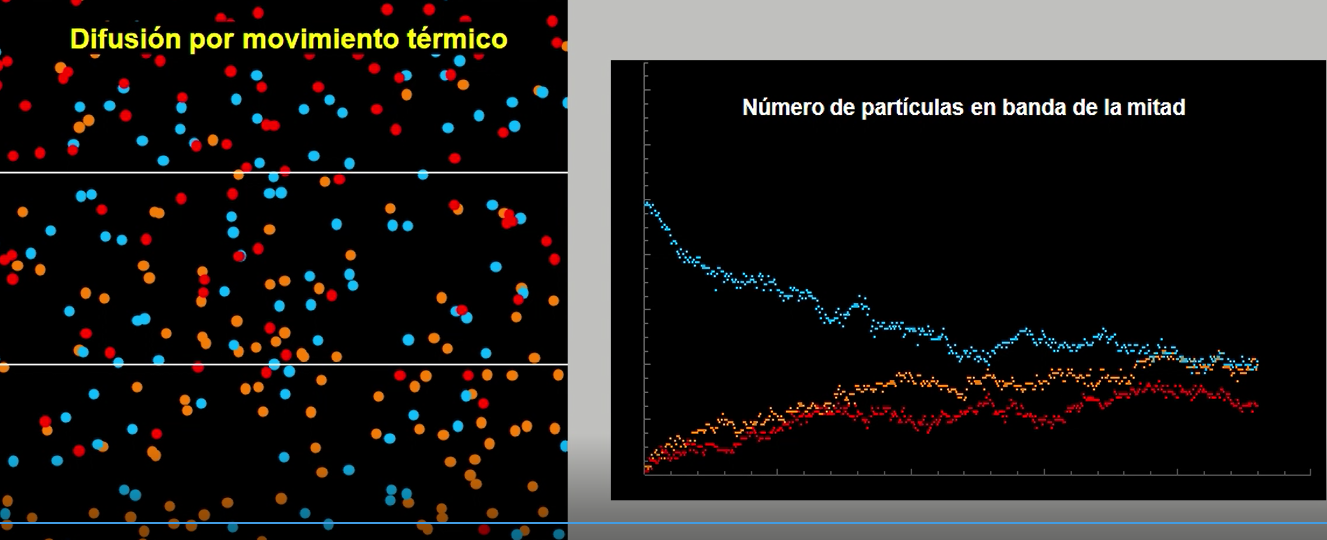 Difusión por movimiento térmico
Número de partículas en banda de la mitad